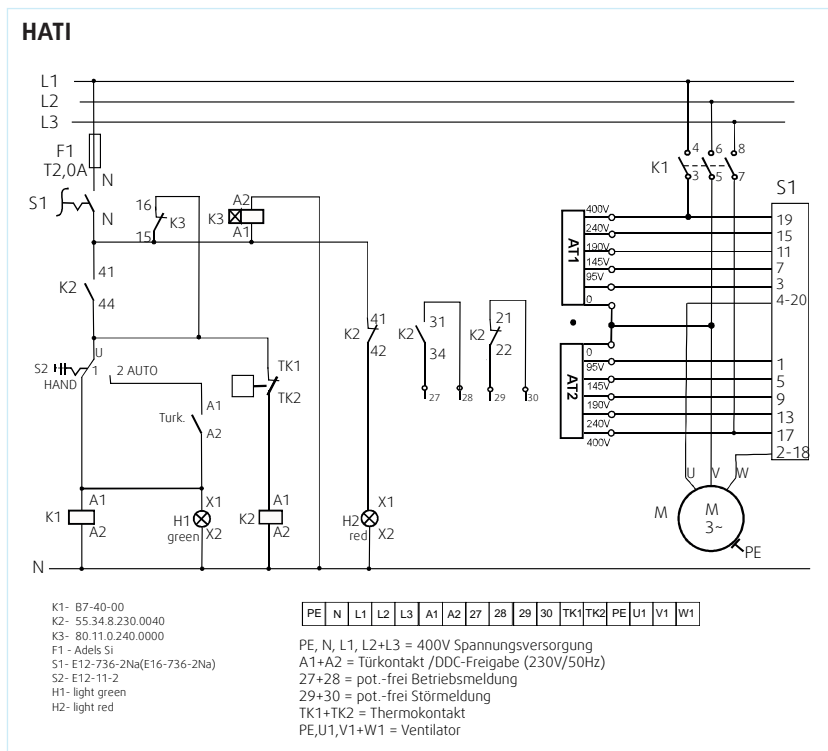 HATI
L1
L2
L3
F1
T2,0A
N
S1
N
16
K3
15
K3
A2
A1
41
K2
44
U
S2
1
2 AUTO
HAND
A1
Turk.
A2
TK1
TK2
41
K2
42
31
K2
34
27
28
21
K2
22
29
30
4
6
8
K1
3
5
7
S1
400V
240V
190V
145V
95V
0
AT1
19
15
11
7
3
4-20
0
95V
145V
190V
240V
400V
AT2
1
5
9
13
17
2-18
U
V
W
M
M
3~
PE
K1
A1
A2
H1
green
X1
X2
K2
A1
A2
H2
red
X1
X2
N
K1- B7-40-00
K2- 55.34.8.230.0040
K3- 80.11.0.240.0000
F1 - Adels Si
S1- E12-736-2Na(E16-736-2Na)
S2- E12-11-2
H1- light green
H2- light red
PE N L1 L2 L3 A1 A2 27 28 29 30 TK1 TK2 PE U1 V1 W1
PE, N, L1, L2+L3 = 400V Spannungsversorgung
A1+A2 = Türkontakt /DDC-Freigabe (230V/50Hz)
27+28 = pot.-frei Betriebsmeldung
29+30 = pot.-frei Störmeldung
TK1+TK2 = Thermokontakt
PE,U1,V1+W1 = Ventilator